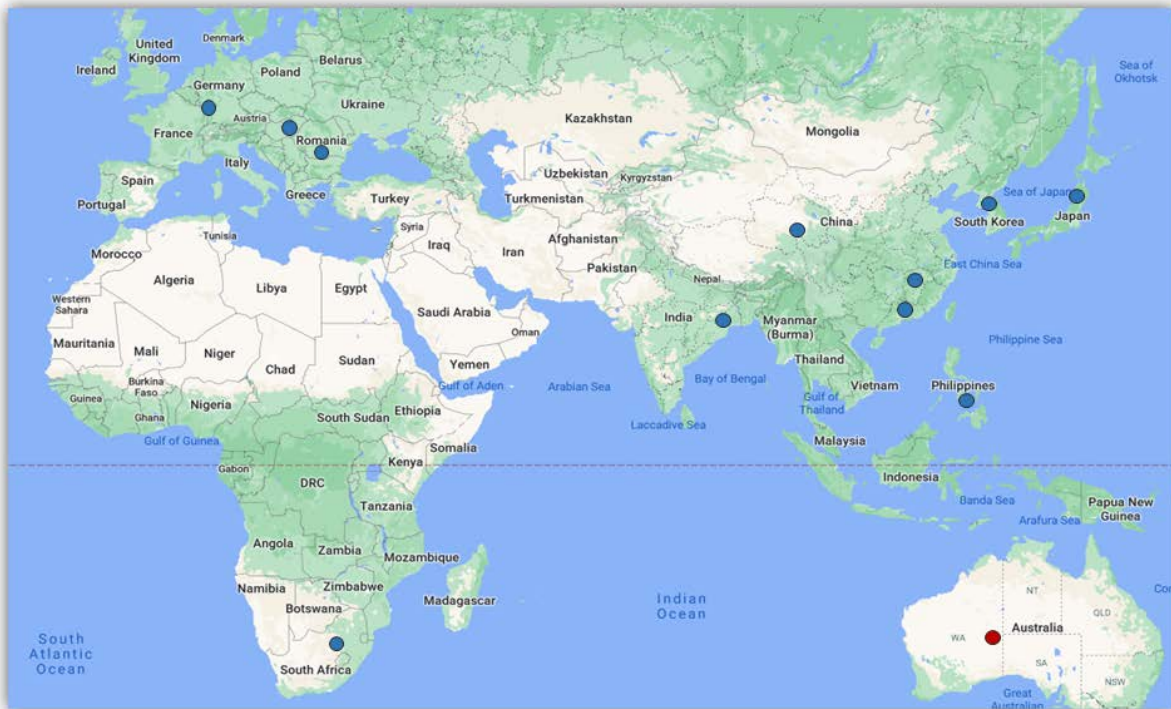 Denmark
United
Kingdom
Ireland
Belarus
Poland
Germany
Ukraine
Austria
France
Romania
Italy
Spain
Portugal
Greece
Turkey
Kazakhstan
Mongolia
Uzbekistan
Kyrgyzstan
Turkmenistan
Sea of
Okhotsk
Sea of Japan
Japan
South Korea
China
East China Sea
Tunisia
Syria
Iraq
Iran
Afghanistan
Pakistan
Nepal
Morocco
Algeria
Libya
Egypt
Western
Sahara
Saudi Arabia
Oman
India
Myanmar
(Burma)
Mauritania
Mali
Niger
Chad
Sudan
Yemen
Thailand
Philippine Sea
Burkina
Faso
Gulf of Aden
Arabian Sea
Bay of Bengal
Vietnam
Philippines
Guinea
Ghana
Nigeria
South Sudan
Ethiopia
Gulf of
Thailand
Laccadive Sea
Gulf of Guinea
Somalia
Malaysia
Gabon
Kenya
DRC
Indonesia
Tanzania
Banda Sea
Papua New
Guinea
Arafura Sea
Angola
Zambia
Mozambique
Namibia
Zimbabwe
Botswana
Madagascar
Indian
Ocean
NT
QLD
Co
South
Atlantic
Ocean
WA
Australia
South Africa
SA
NSW
Great
Australian